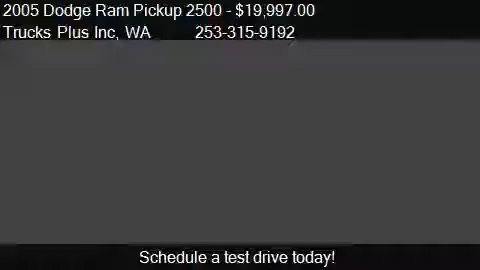 2005 Dodge Ram Pickup 2500 - $19,997.00
Trucks Plus Inc, WA 253-315-9192
Schedule a test drive today!